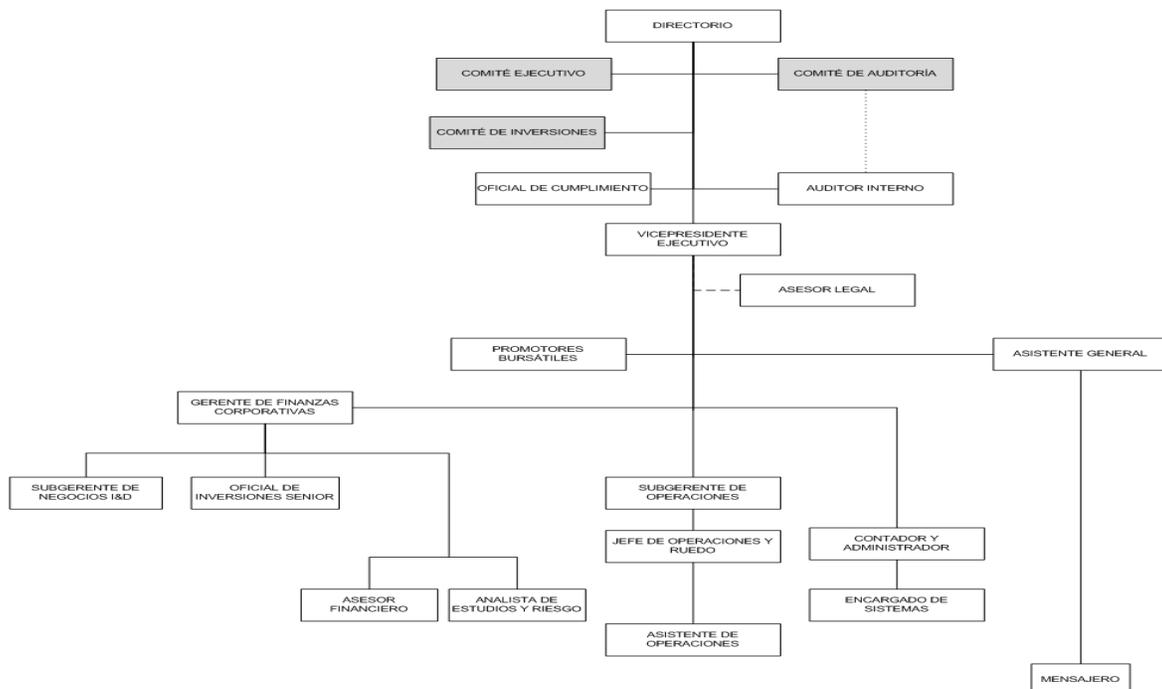 DIRECTORIO
COMITÉ EJECUTIVO
COMITÉ DE AUDITORÍA
COMITÉ DE INVERSIONES
OFICIAL DE CUMPLIMIENTO
AUDITOR INTERNO
VICEPRESIDENTE
EJECUTIVO
ASESOR LEGAL
PROMOTORES
BURSÁTILES
ASISTENTE GENERAL
GERENTE DE FINANZAS
CORPORATIVAS
SUBGERENTE DE
NEGOCIOS I&D
OFICIAL DE
INVERSIONES SENIOR
SUBGERENTE DE
OPERACIONES
JEFE DE OPERACIONES Y
RUEDO
CONTADOR Y
ADMINISTRADOR
ASESOR
FINANCIERO
ANALISTA DE
ESTUDIOS Y RIESGO
ENCARGADO DE
SISTEMAS
ASISTENTE DE
OPERACIONES
MENSAJERO